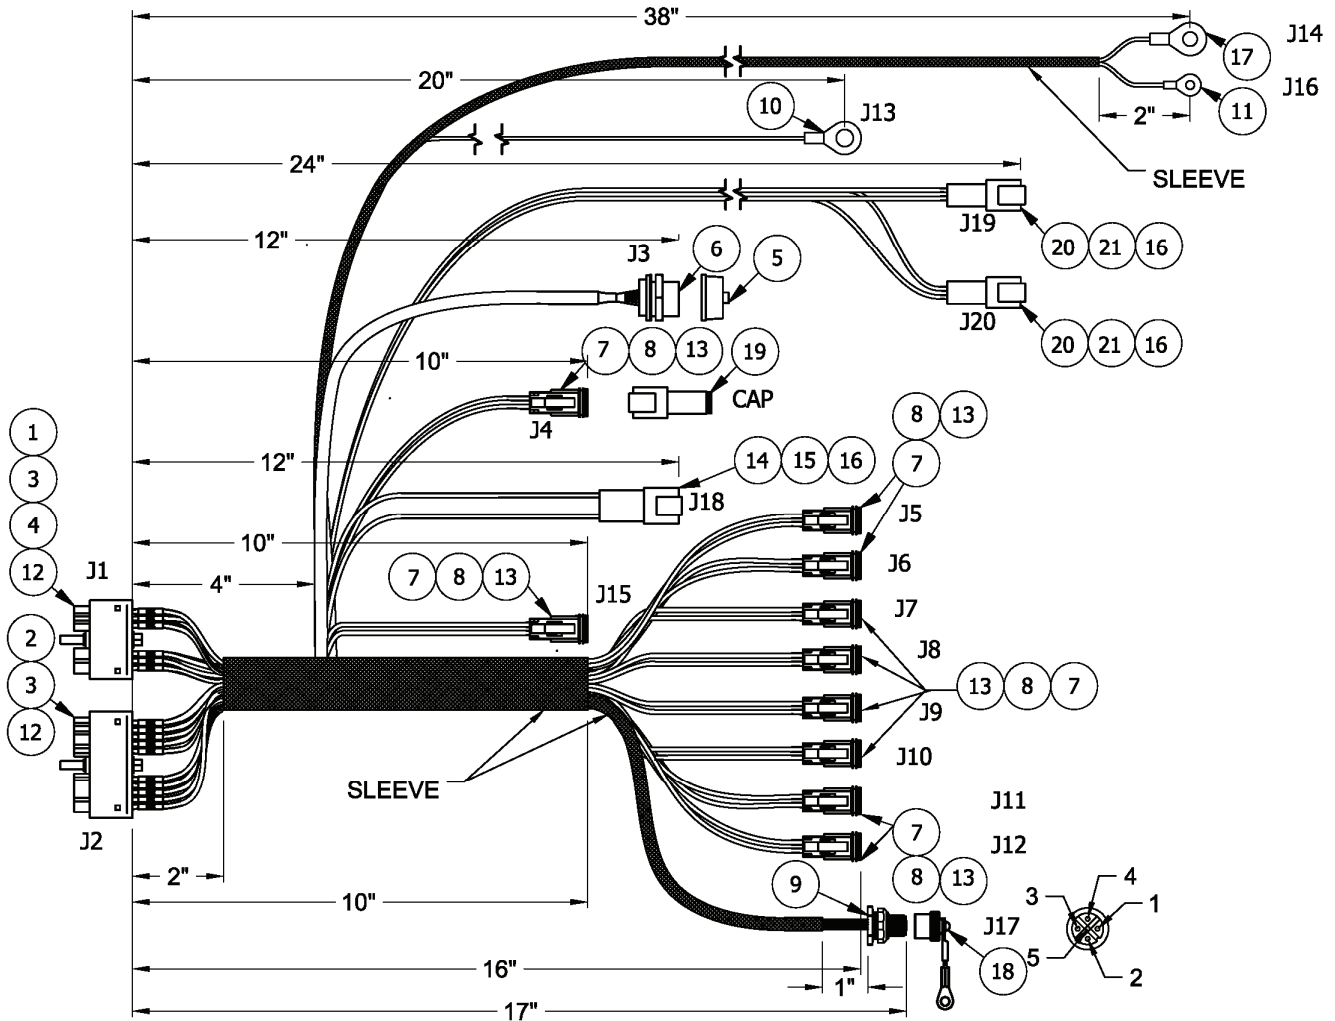 38"
J14
17
20"
10
J13
J16
11
2"
24"
SLEEVE
12"
J3
6
5
J19
20 21 16
J20
20 21 16
10"
7 8 13 19
CAP
J4
1
3
4
12
12"
14 15 16
J18
8 13
7
J5
10"
J6
4"
7 8 13
J15
J1
J7
2
3
12
J8
13 8 7
J9
J10
SLEEVE
J2
J11
7
J12
8 13
2"
9
10"
3 4 1
5 2
J17
18
16"
1"
17"